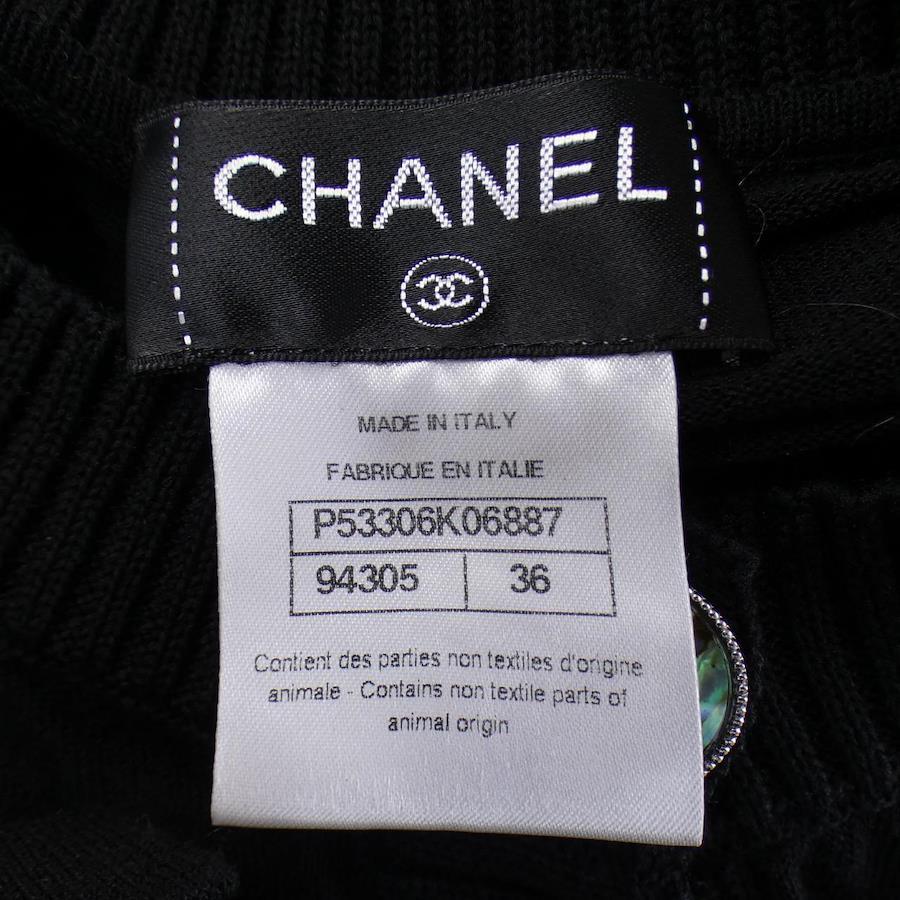 CHANEL
MADE IN ITALY
FABRIQUE EN ITALIE
P53306K06887
94305 36
Contient des parties non textiles d'origine
animale - Contains non textile parts of
animal origin